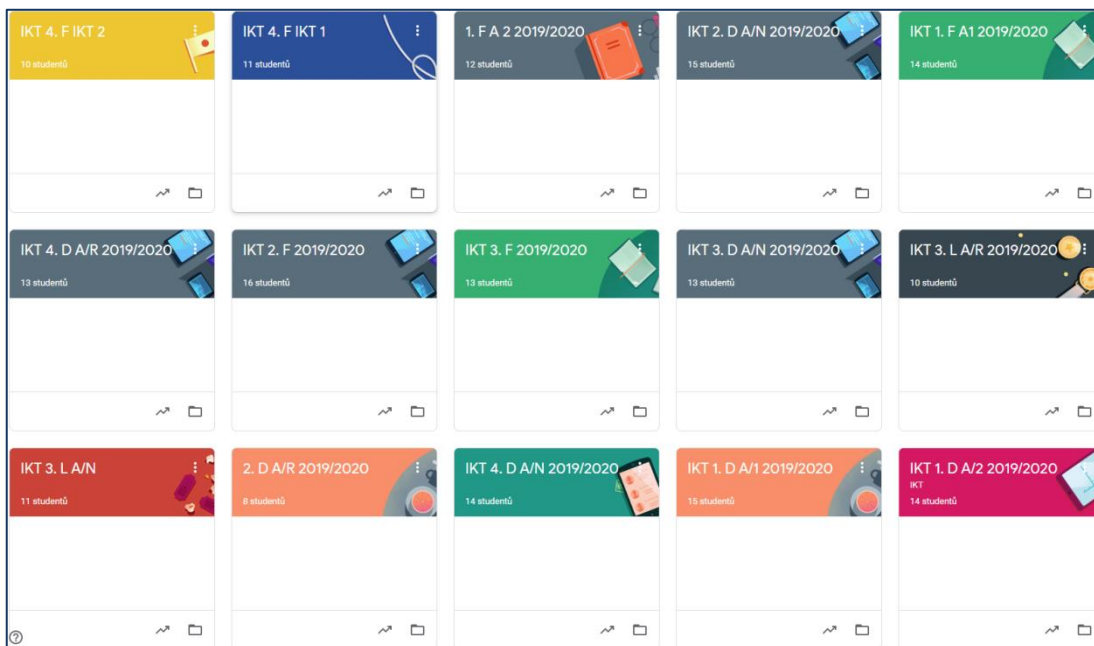 IKT 4. F IKT 2
10 studentů
IKT 4. F IKT 1
11 studentů
1. F A 2 2019/2020
12 studentů
IKT 2. D A/N 2019/2020
15 studentů
IKT 1. F A1 2019/2020
14 studentů
IKT 4. D A/R 2019/2020
13 studentů
IKT 2. F 2019/2020
16 studentů
IKT 3. F 2019/2020
13 studentů
IKT 3. D A/N 2019/2020
13 studentů
IKT 3. L A/R 2019/2020
10 studentů
IKT 3. L A/N
11 studentů
2. D A/R 2019/2020
8 studentů
IKT 4. D A/N 2019/2020
14 studentů
IKT 1. D A/1 2019/2020
15 studentů
IKT 1. D A/2 2019/2020
IKT
14 studentů